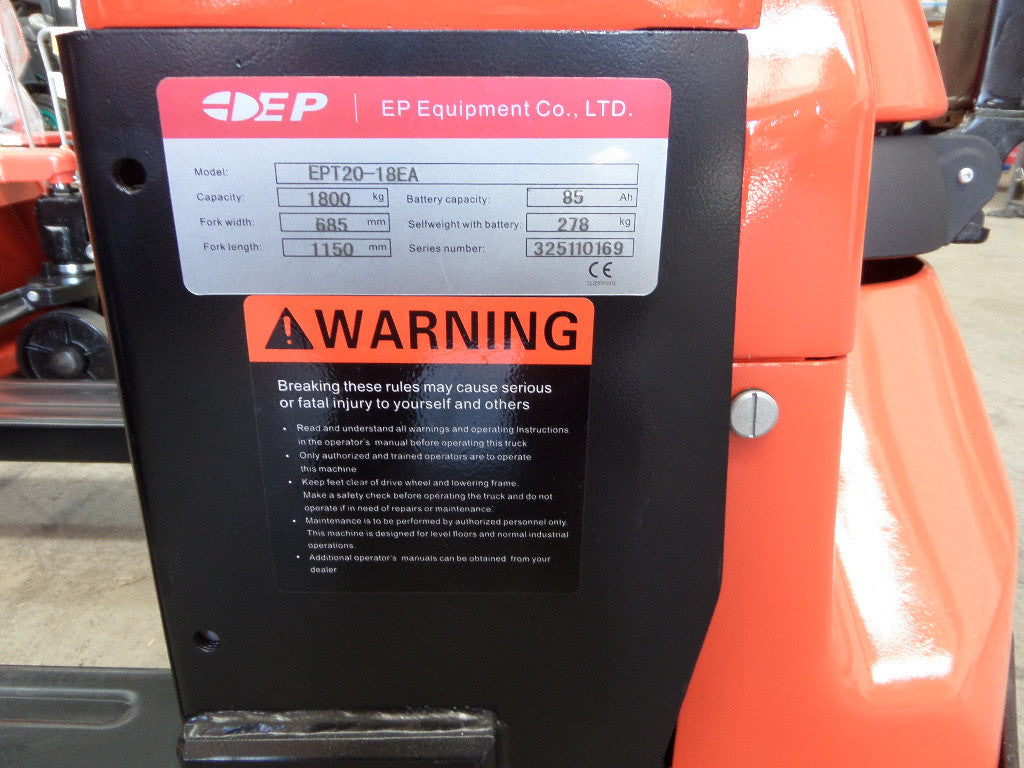 EP EP Equipment Co., LTD.
Model: EPT20-18EA
Capacity: 1800 kg Battery capacity: 85 Ah
Fork width: 685 mm Selfweight with battery: 278 kg
Fork length: 1150 mm Series number: 325110169
CE
WARNING
Breaking these rules may cause serious
or fatal injury to yourself and others
• Read and understand all warnings and operating Instructions
in the operator's manual before operating this truck
• Only authorized and trained operators are to operate
this machine
• Keep feet clear of drive wheel and lowering frame.
Make a safety check before operating the truck and do not
operate if in need of repairs or maintenance.
• Maintenance is to be performed by authorized personnel only.
This machine is designed for level floors and normal industrial
operations.
• Additional operator's manuals can be obtained from your
dealer